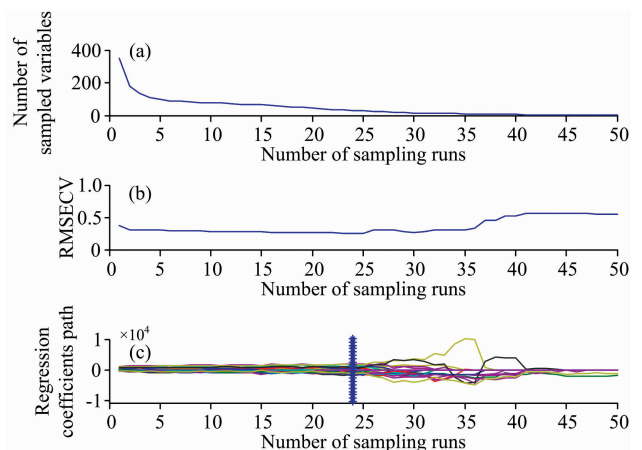 Number of
sampled variables
400
200
0
(a)
0 5 10 15 20 25 30 35 40 45 50
Number of sampling runs
RMSECV
1.0
0.5
0
(b)
0 5 10 15 20 25 30 35 40 45 50
Number of sampling runs
Regression
coefficients path
×10⁴
1
0
-1
(c)
0 5 10 15 20 25 30 35 40 45 50
Number of sampling runs